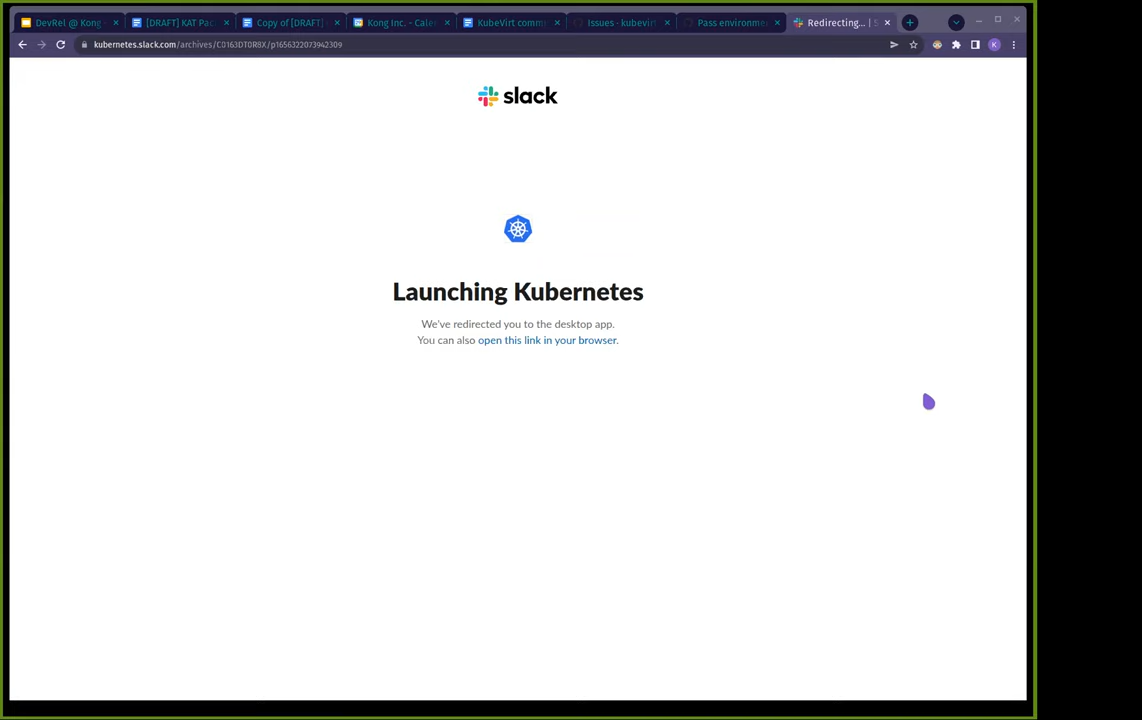 DevRel @ Kong
[DRAFT] KAT Pac
Copy of [DRAFT]
Kong Inc. - Cale
KubeVirt comm
Issues · kubevirt
Pass environme
Redirecting... | S
kubernetes.slack.com/archives/C0163DT0R8X/p1656322073942309
K
slack
Launching Kubernetes
We've redirected you to the desktop app.
You can also open this link in your browser.